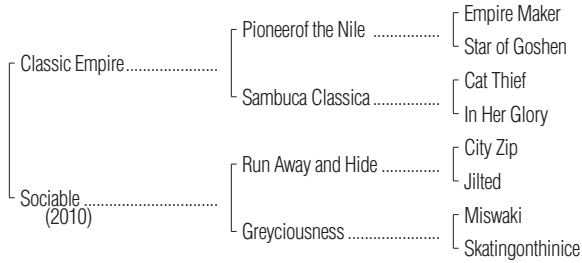 Empire Maker
Pioneerof the Nile
Star of Goshen
Classic Empire
Cat Thief
Sambuca Classica
In Her Glory
City Zip
Run Away and Hide
Jilted
Sociable
(2010)
Miswaki
Greyciousness
Skatingonthinice